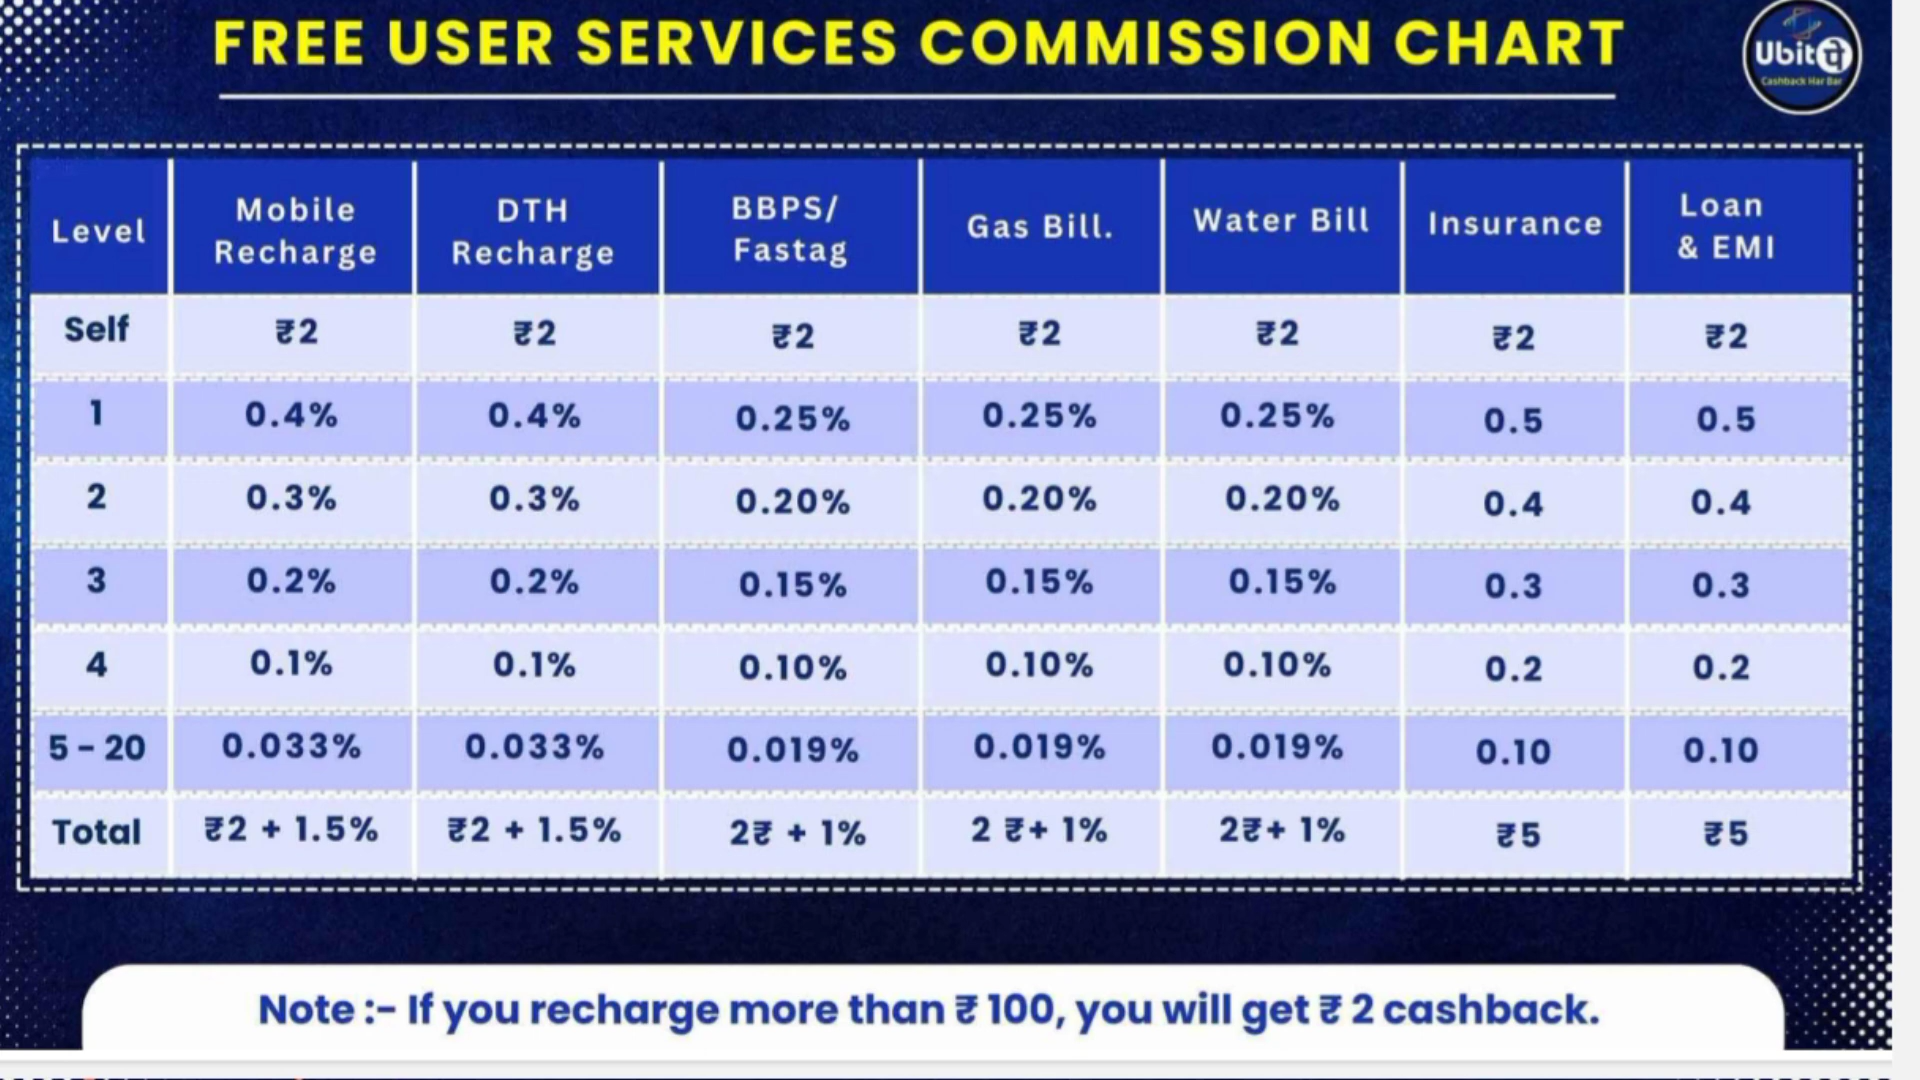 FREE USER SERVICES COMMISSION CHART
Ubitपे
Cashback Har Bar
Level Mobile Recharge DTH Recharge BBPS/ Fastag Gas Bill. Water Bill Insurance Loan & EMI
Self ₹2 ₹2 ₹2 ₹2 ₹2 ₹2 ₹2
1 0.4% 0.4% 0.25% 0.25% 0.25% 0.5 0.5
2 0.3% 0.3% 0.20% 0.20% 0.20% 0.4 0.4
3 0.2% 0.2% 0.15% 0.15% 0.15% 0.3 0.3
4 0.1% 0.1% 0.10% 0.10% 0.10% 0.2 0.2
5 - 20 0.033% 0.033% 0.019% 0.019% 0.019% 0.10 0.10
Total ₹2 + 1.5% ₹2 + 1.5% 2₹ + 1% 2 ₹+ 1% 2₹+ 1% ₹5 ₹5
Note :- If you recharge more than ₹ 100, you will get ₹ 2 cashback.